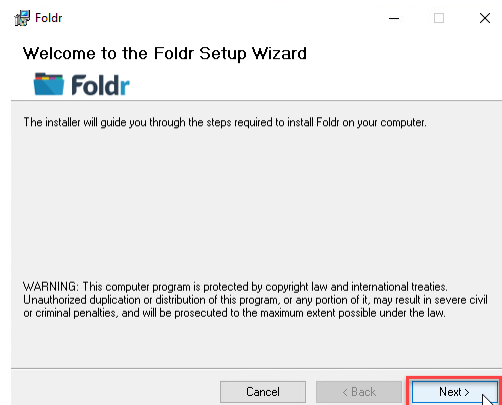 Foldr
Welcome to the Foldr Setup Wizard
Foldr
The installer will guide you through the steps required to install Foldr on your computer.
WARNING: This computer program is protected by copyright law and international treaties.
Unauthorized duplication or distribution of this program, or any portion of it, may result in severe civil
or criminal penalties, and will be prosecuted to the maximum extent possible under the law.
Cancel < Back Next >